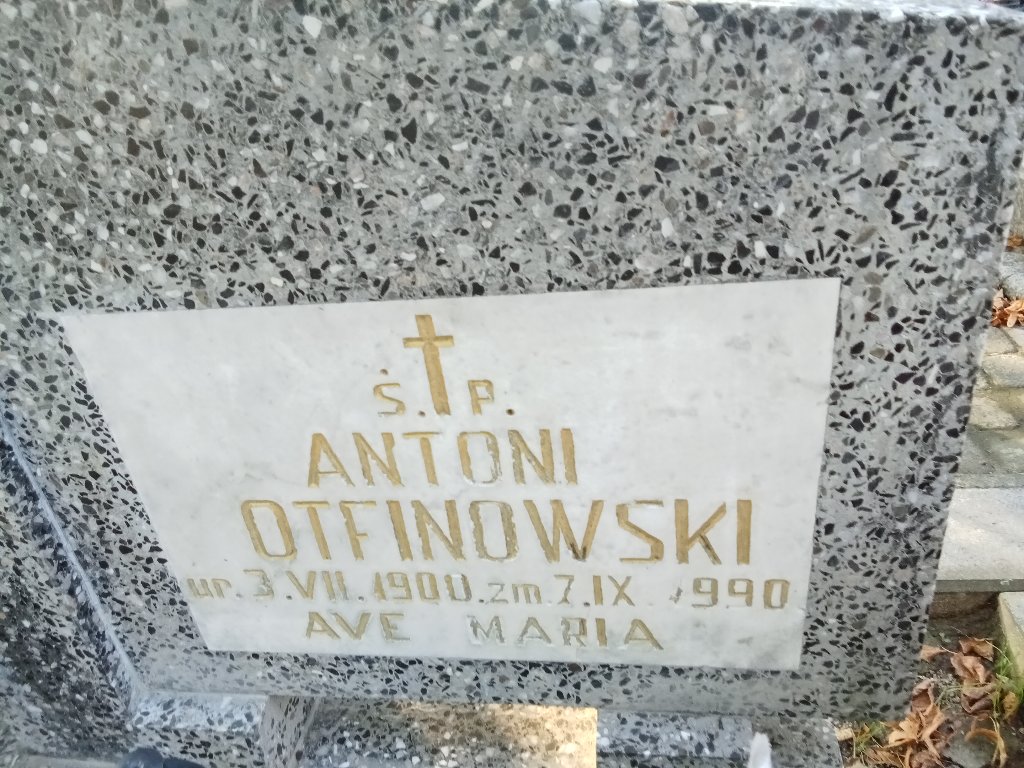 Ś. P.
ANTONI
OTFINOWSKI
ur. 3. VII. 1900. zm. 7. IX. 1990
AVE MARIA